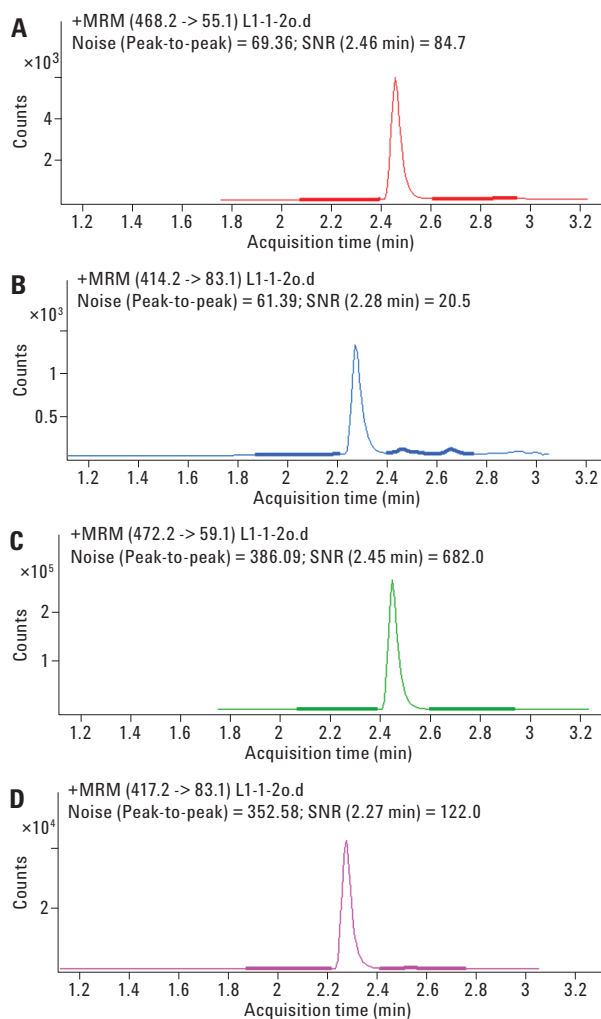 A
+MRM (468.2 -> 55.1) L1-1-2o.d
Noise (Peak-to-peak) = 69.36; SNR (2.46 min) = 84.7
×10³
Counts
4
2
1.2 1.4 1.6 1.8 2 2.2 2.4 2.6 2.8 3 3.2
Acquisition time (min)
B
+MRM (414.2 -> 83.1) L1-1-2o.d
Noise (Peak-to-peak) = 61.39; SNR (2.28 min) = 20.5
×10³
Counts
1
0.5
1.2 1.4 1.6 1.8 2 2.2 2.4 2.6 2.8 3 3.2
Acquisition time (min)
C
+MRM (472.2 -> 59.1) L1-1-2o.d
Noise (Peak-to-peak) = 386.09; SNR (2.45 min) = 682.0
×10⁵
Counts
2
1
1.2 1.4 1.6 1.8 2 2.2 2.4 2.6 2.8 3 3.2
Acquisition time (min)
D
+MRM (417.2 -> 83.1) L1-1-2o.d
Noise (Peak-to-peak) = 352.58; SNR (2.27 min) = 122.0
×10⁴
Counts
2
1.2 1.4 1.6 1.8 2 2.2 2.4 2.6 2.8 3 3.2
Acquisition time (min)